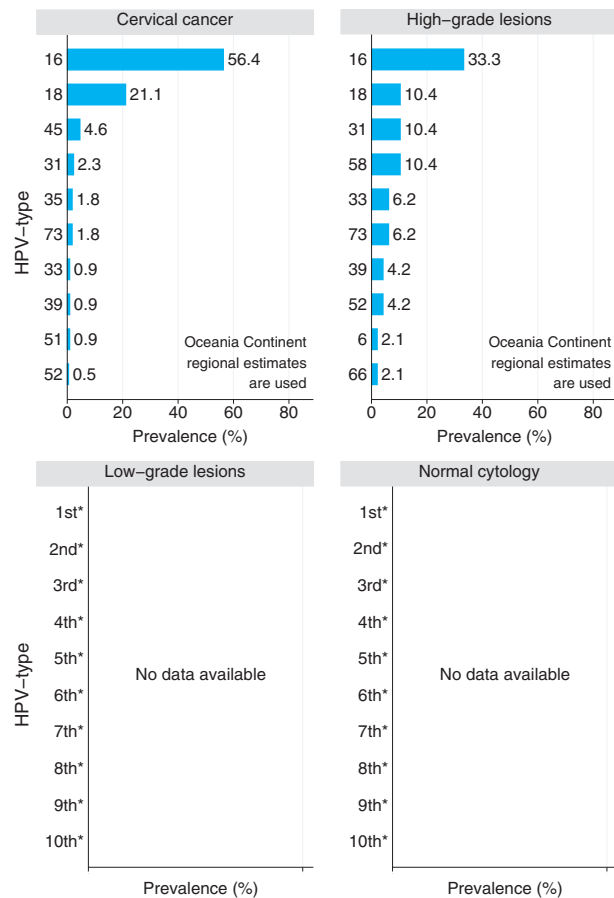 Cervical cancer
HPV−type
16 56.4
18 21.1
45 4.6
31 2.3
35 1.8
73 1.8
33 0.9
39 0.9
51 0.9
52 0.5
Oceania Continent
regional estimates
are used
0 20 40 60 80
Prevalence (%)
High−grade lesions
16 33.3
18 10.4
31 10.4
58 10.4
33 6.2
73 6.2
39 4.2
52 4.2
6 2.1
66 2.1
Oceania Continent
regional estimates
are used
0 20 40 60 80
Prevalence (%)
Low−grade lesions
HPV−type
1st*
2nd*
3rd*
4th*
5th*
6th*
7th*
8th*
9th*
10th*
No data available
Prevalence (%)
Normal cytology
1st*
2nd*
3rd*
4th*
5th*
6th*
7th*
8th*
9th*
10th*
No data available
Prevalence (%)